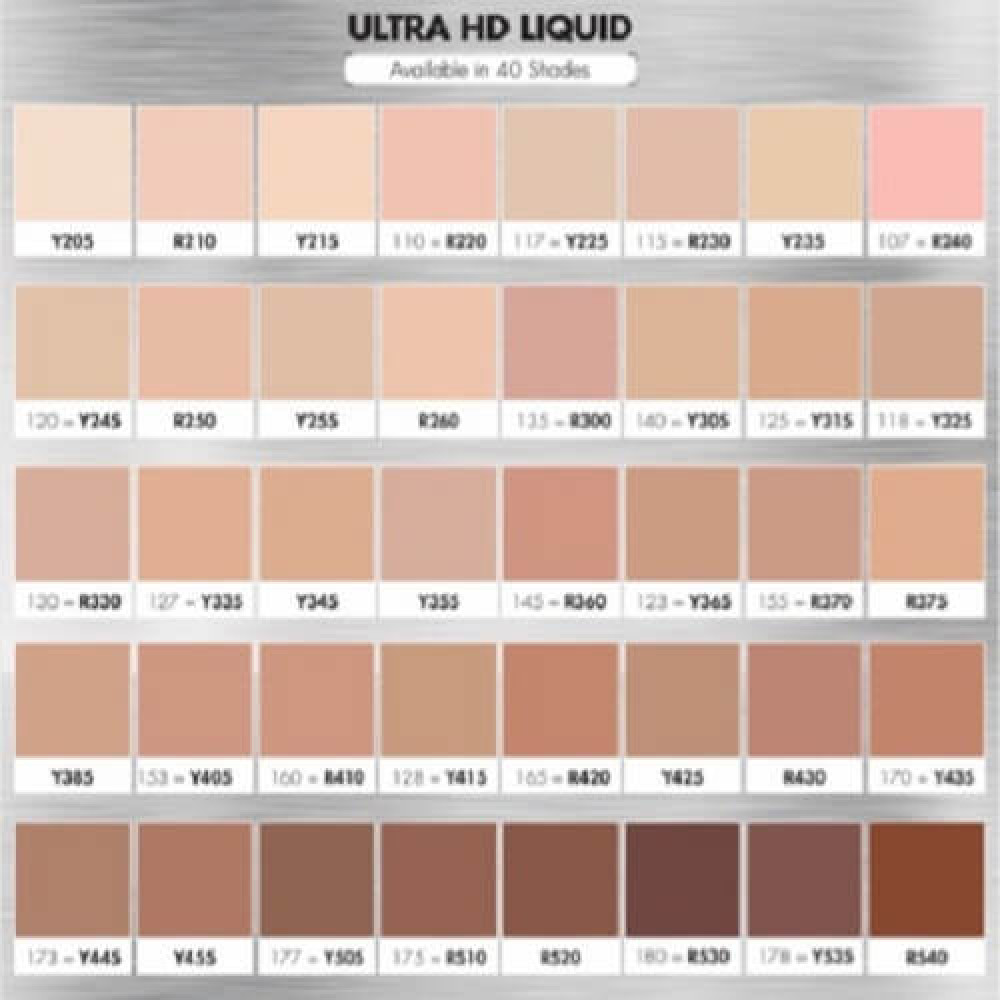 ULTRA HD LIQUID
Available in 40 Shades
Y205 R210 Y215 110 = R220 117 = Y225 115 = R230 Y235 107 = R240
120 = Y245 R250 Y255 R260 135 = R300 140 = Y305 125 = Y315 118 = Y325
130 = R330 127 = Y335 Y345 Y355 145 = R360 123 = Y365 155 = R370 R375
Y385 153 = Y405 160 = R410 128 = Y415 165 = R420 Y425 R430 170 = Y435
173 = Y445 Y455 177 = Y505 175 = R510 R520 180 = R530 178 = Y535 R540